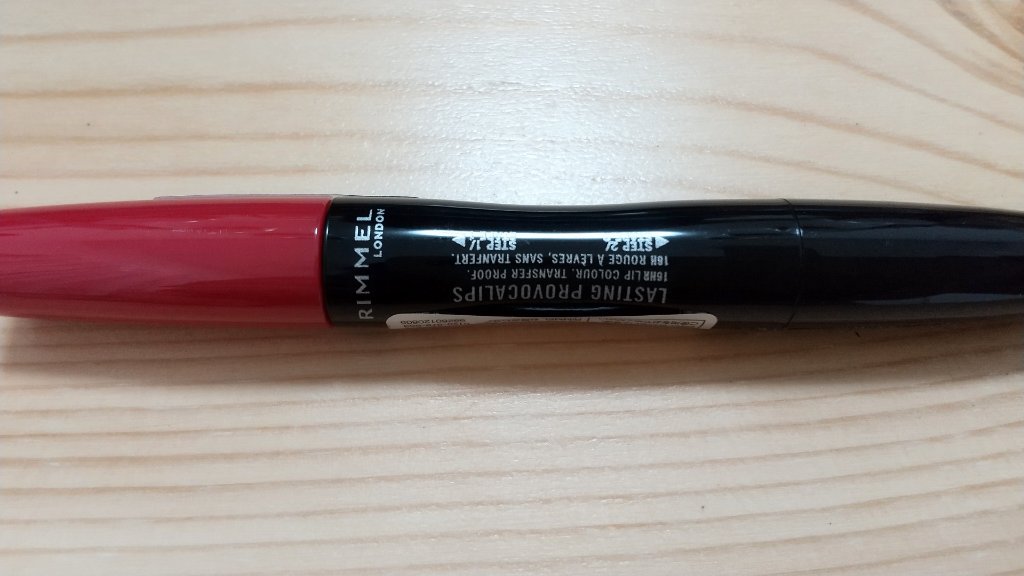 RIMMEL
LONDON
LASTING PROVOCALIPS
16HR LIP COLOUR. TRANSFER PROOF.
16H ROUGE À LÈVRES, SANS TRANFERT.
STEP 1/
STEP 2/